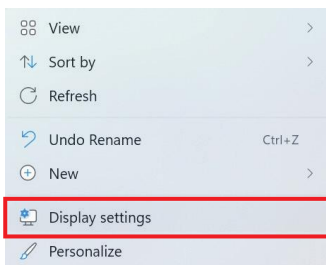 View
Sort by
Refresh
Undo Rename Ctrl+Z
New
Display settings
Personalize